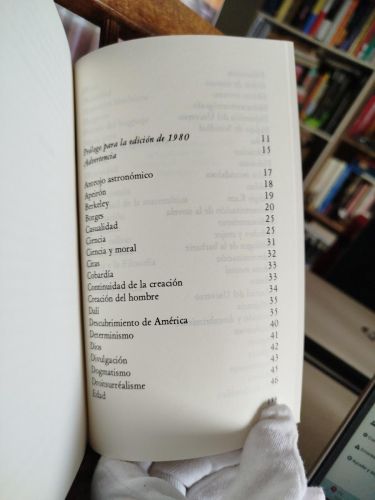 Prólogo para la edición de 1980 11
Advertencia 15
Anteojo astronómico 17
Apeirón 18
Berkeley 19
Borges 20
Casualidad 25
Ciencia 25
Ciencia y moral 31
Citas 32
Cobardía 33
Continuidad de la creación 33
Creación del hombre 34
Dalí 35
Descubrimiento de América 35
Determinismo 40
Dios 41
Divulgación 42
Dogmatismo 43
Droinsurréalisme 45
Edad 46